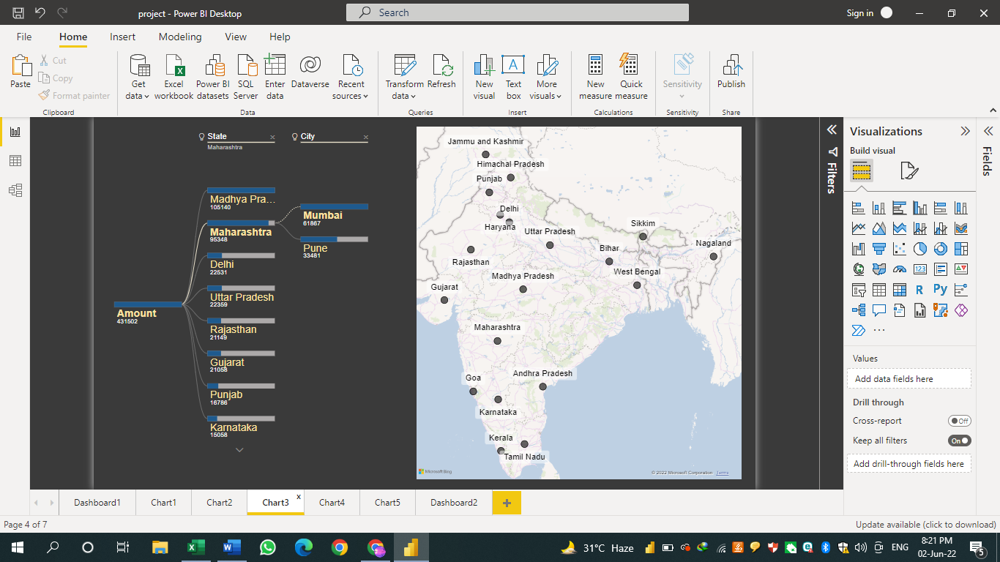 project - Power BI Desktop
Search
Sign in
File
Home
Insert
Modeling
View
Help
Paste
Cut
Copy
Format painter
Clipboard
Get data
Excel workbook
Power BI datasets
SQL Server
Enter data
Dataverse
Recent sources
Data
Transform data
Refresh
Queries
New visual
Text box
More visuals
Insert
New measure
Quick measure
Calculations
Sensitivity
Sensitivity
Publish
Share
State
Maharashtra
City
Amount
431502
Madhya Pra...
105140
Maharashtra
95348
Delhi
22531
Uttar Pradesh
22359
Rajasthan
21149
Gujarat
21058
Punjab
16786
Karnataka
15058
Mumbai
61867
Pune
33481
Jammu and Kashmir
Himachal Pradesh
Punjab
Delhi
Haryana
Uttar Pradesh
Sikkim
Nagaland
Bihar
Rajasthan
West Bengal
Madhya Pradesh
Gujarat
Maharashtra
Andhra Pradesh
Goa
Karnataka
Kerala
Tamil Nadu
Microsoft Bing
© 2022 Microsoft Corporation Terms
Filters
Visualizations
Build visual
123
R
Py
Values
Add data fields here
Drill through
Cross-report
Off
Keep all filters
On
Add drill-through fields here
Fields
Dashboard1
Chart1
Chart2
Chart3
x
Chart4
Chart5
Dashboard2
Page 4 of 7
Update available (click to download)
31°C Haze
ENG
8:21 PM
02-Jun-22
5